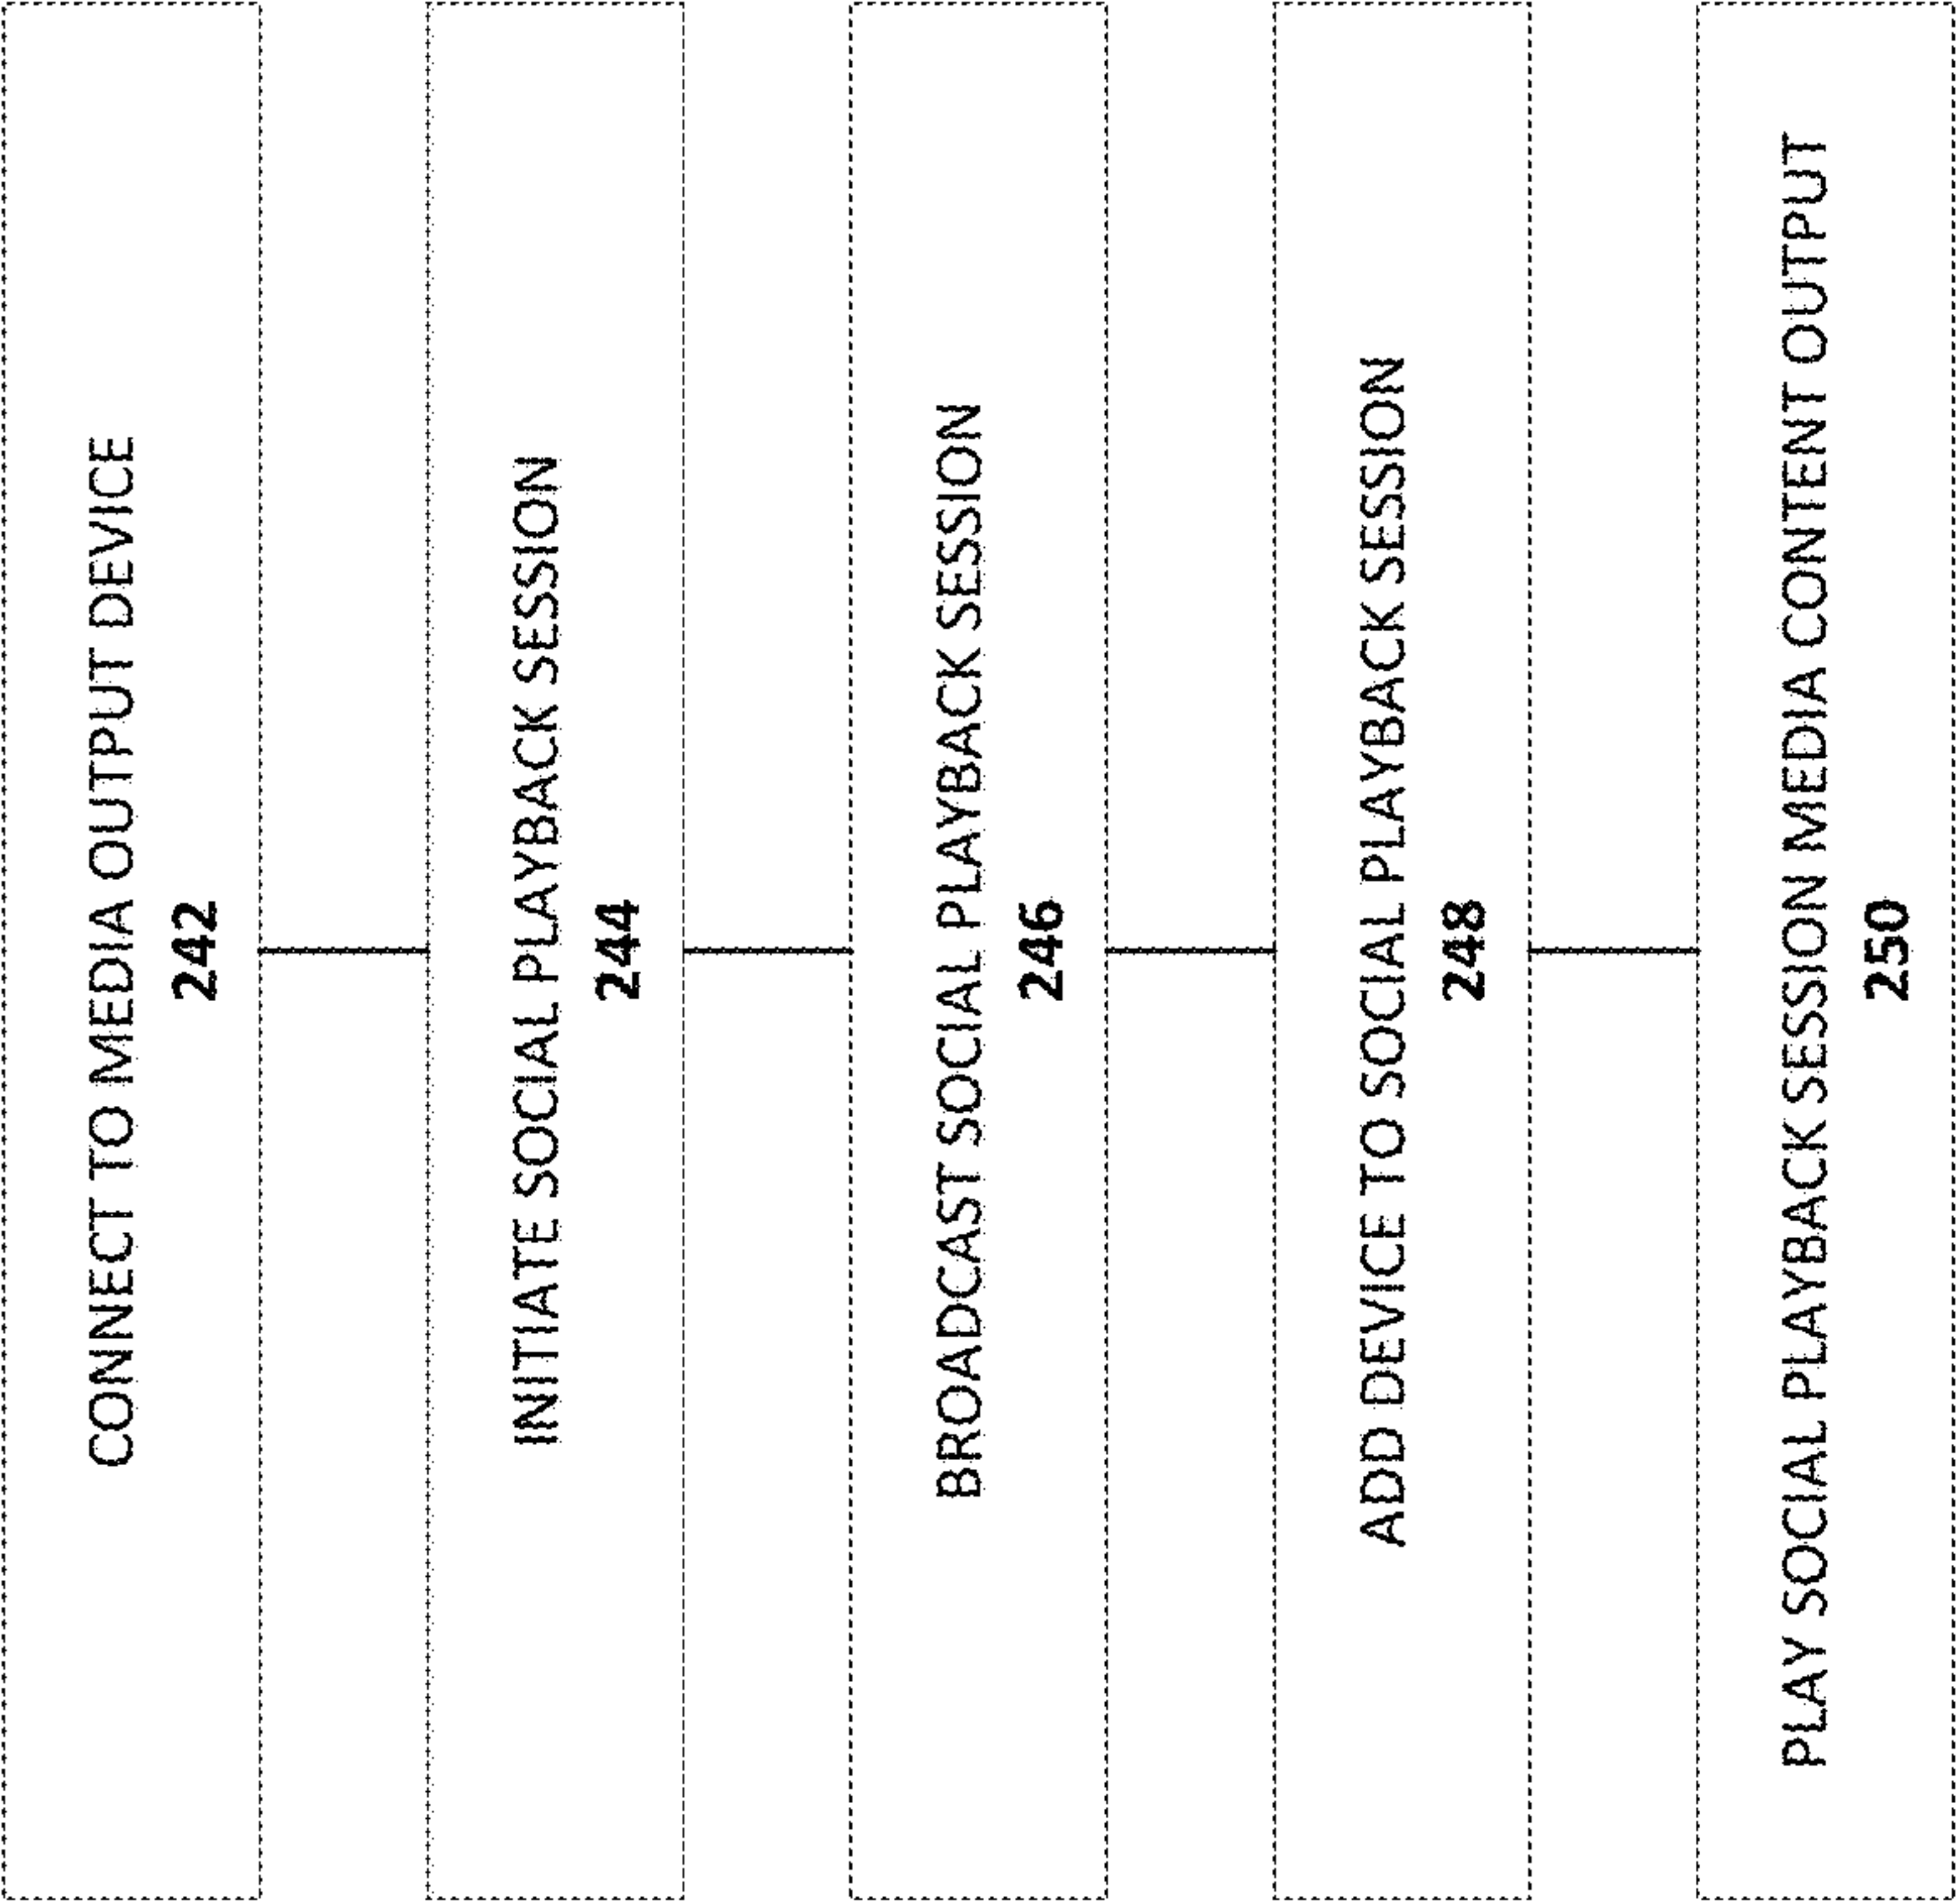 CONNECT TO MEDIA OUTPUT DEVICE
242
INITIATE SOCIAL PLAYBACK SESSION
244
BROADCAST SOCIAL PLAYBACK SESSION
246
ADD DEVICE TO SOCIAL PLAYBACK SESSION
248
PLAY SOCIAL PLAYBACK SESSION MEDIA CONTENT OUTPUT
250